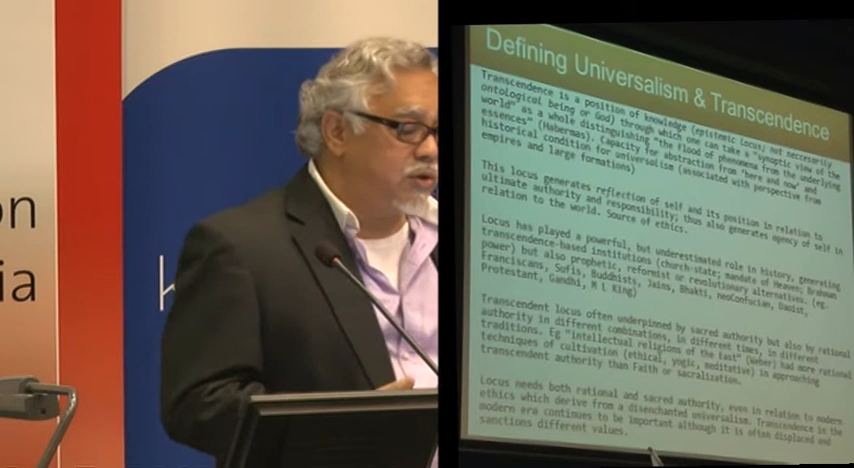 on
ia
k
Defining Universalism & Transcendence
Transcendence is a position of knowledge (epistemic locus; not neccesorily
ontological being or God) through which one can take a "synoptic view of the
world" as a whole distinguishing "the flood of phenomena from the underlying
essences" (Habermas). Capacity for abstraction from 'here and now' and
historical condition for universalism (associated with perspective from
empires and large formations)
This locus generates reflection of self and its position in relation to
ultimate authority and responsibility; thus also generates agency of self in
relation to the world. Source of ethics.
Locus has played a powerful, but underestimated role in history, generating
transcendence-based institutions (church-state; mandate of Heaven; Brahman
power) but also prophetic, reformist or revolutionary alternatives. (eg.
Franciscans, Sufis, Buddhists, Jains, Bhakti, neoConfucian, Daoist,
Protestant, Gandhi, M L King)
Transcendent locus often underpinned by sacred authority but also by rational
authority in different combinations, in different times, in different
traditions. Eg "intellectual religions of the East" (Weber) had more rational
techniques of cultivation (ethical, yogic, meditative) in approaching
transcendent authority than Faith or sacralization.
Locus needs both rational and sacred authority, even in relation to modern
ethics which derive from a disenchanted universalism. Transcendence in the
modern era continues to be important although it is often displaced and
sanctions different values.